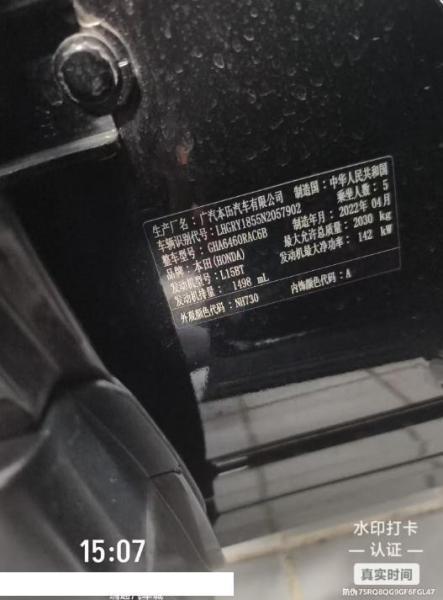 生产厂名：广汽本田汽车有限公司 制造国：中华人民共和国
车辆识别代号：LHGRY1855N2057902 乘坐人数：5
整车型号：GHA6460RAC6B 制造年月：2022年04月
品牌：本田(HONDA) 最大允许总质量：2030 kg
发动机型号：L15BT 发动机最大净功率：142 kW
发动机排量：1498 mL
外观颜色代码：NH730 内饰颜色代码：A
15:07
水印打卡
认证
真实时间
防伪 7SRQ8QG9GF6FGL47